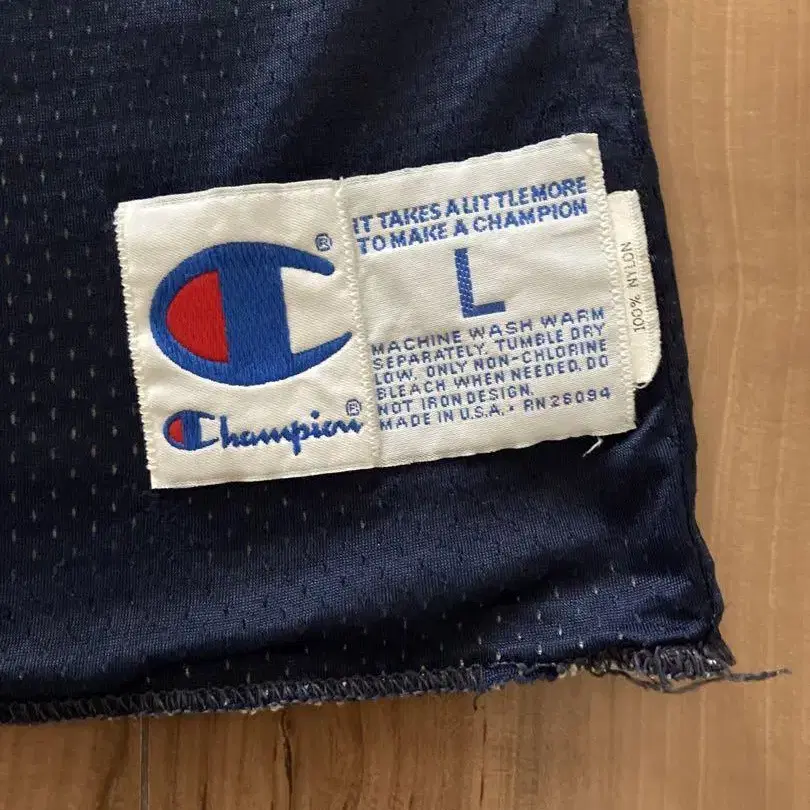 IT TAKES A LITTLE MORE
TO MAKE A CHAMPION
L
MACHINE WASH WARM
SEPARATELY. TUMBLE DRY
LOW. ONLY NON-CHLORINE
BLEACH WHEN NEEDED. DO
NOT IRON DESIGN.
MADE IN U.S.A. • RN 26094
®
Champion®
100% NYLON